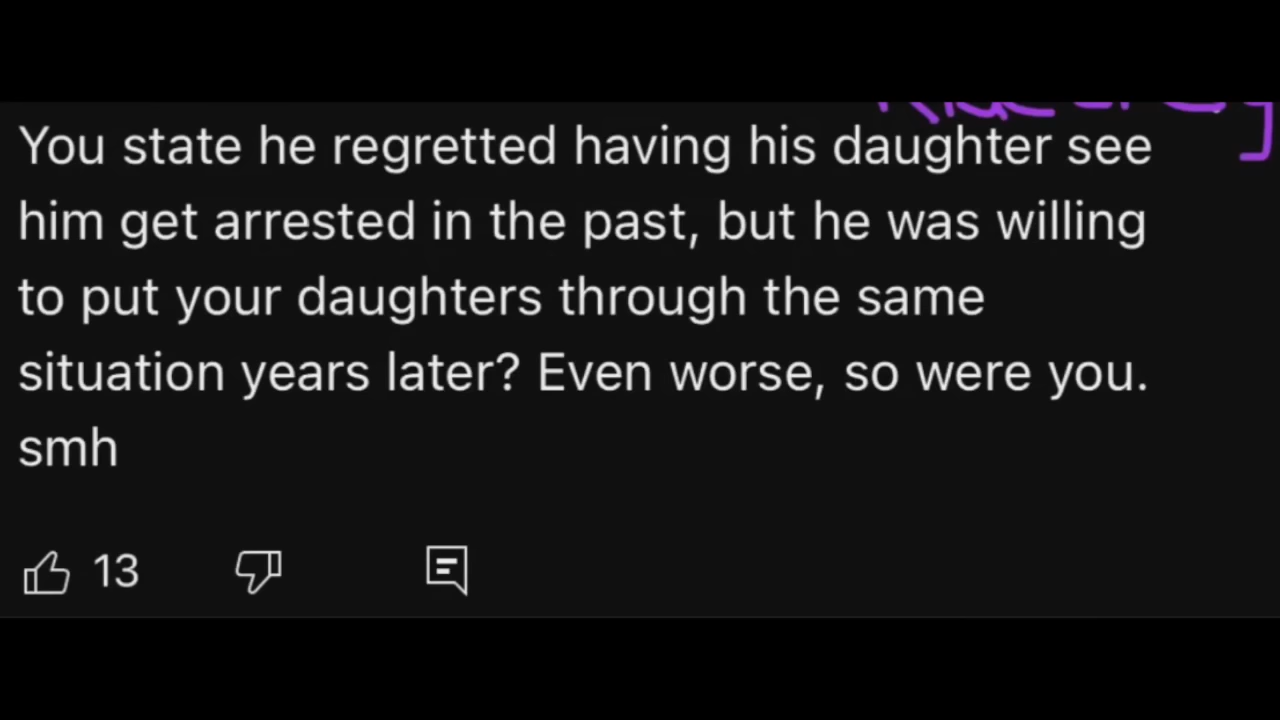 You state he regretted having his daughter see
him get arrested in the past, but he was willing
to put your daughters through the same
situation years later? Even worse, so were you.
smh
13